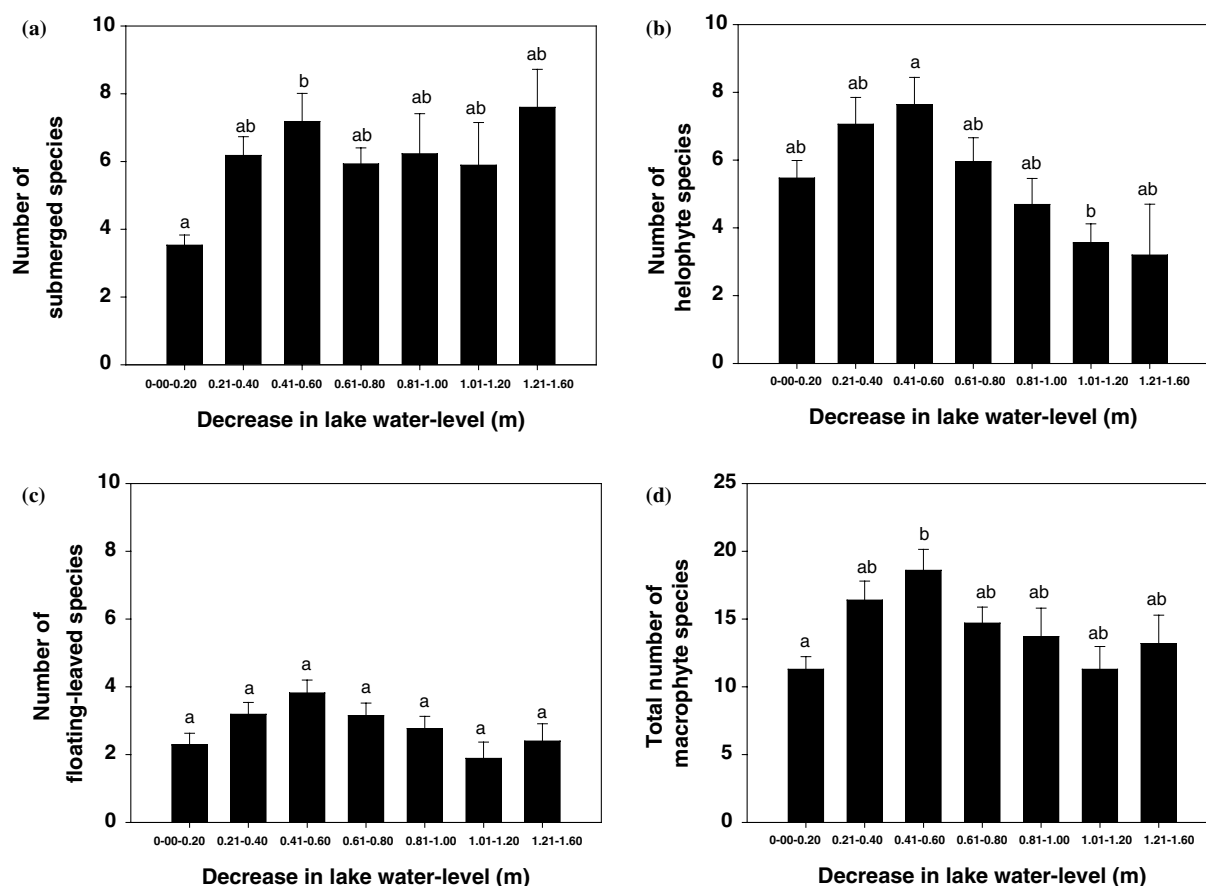 (a)
Number of
submerged species
10
8
6
4
2
0
a
ab
b
ab
ab
ab
ab
0-00-0.20 0.21-0.40 0.41-0.60 0.61-0.80 0.81-1.00 1.01-1.20 1.21-1.60
Decrease in lake water-level (m)
(b)
Number of
helophyte species
10
8
6
4
2
0
ab
ab
a
ab
ab
b
ab
0-00-0.20 0.21-0.40 0.41-0.60 0.61-0.80 0.81-1.00 1.01-1.20 1.21-1.60
Decrease in lake water-level (m)
(c)
Number of
floating-leaved species
10
8
6
4
2
0
a
a
a
a
a
a
a
0-00-0.20 0.21-0.40 0.41-0.60 0.61-0.80 0.81-1.00 1.01-1.20 1.21-1.60
Decrease in lake water-level (m)
(d)
Total number of
macrophyte species
25
20
15
10
5
0
a
ab
b
ab
ab
ab
ab
0-00-0.20 0.21-0.40 0.41-0.60 0.61-0.80 0.81-1.00 1.01-1.20 1.21-1.60
Decrease in lake water-level (m)